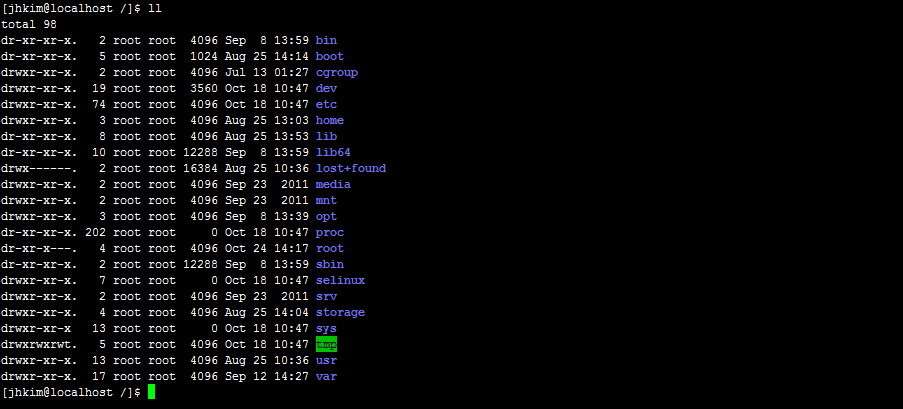 [jhkim@localhost /]$ ll
total 98
dr-xr-xr-x.   2 root root  4096 Sep  8 13:59 bin
dr-xr-xr-x.   5 root root  1024 Aug 25 14:14 boot
drwxr-xr-x.   2 root root  4096 Jul 13 01:27 cgroup
drwxr-xr-x.  19 root root  3560 Oct 18 10:47 dev
drwxr-xr-x.  74 root root  4096 Oct 18 10:47 etc
drwxr-xr-x.   3 root root  4096 Aug 25 13:03 home
dr-xr-xr-x.   8 root root  4096 Aug 25 13:53 lib
dr-xr-xr-x.  10 root root 12288 Sep  8 13:59 lib64
drwx------.   2 root root 16384 Aug 25 10:36 lost+found
drwxr-xr-x.   2 root root  4096 Sep 23  2011 media
drwxr-xr-x.   2 root root  4096 Sep 23  2011 mnt
drwxr-xr-x.   3 root root  4096 Sep  8 13:39 opt
dr-xr-xr-x. 202 root root     0 Oct 18 10:47 proc
dr-xr-x---.   4 root root  4096 Oct 24 14:17 root
dr-xr-xr-x.   2 root root 12288 Sep  8 13:59 sbin
drwxr-xr-x.   7 root root     0 Oct 18 10:47 selinux
drwxr-xr-x.   2 root root  4096 Sep 23  2011 srv
drwxr-xr-x.   4 root root  4096 Aug 25 14:04 storage
drwxr-xr-x   13 root root     0 Oct 18 10:47 sys
drwxrwxrwt.   5 root root  4096 Oct 18 10:47 tmp
drwxr-xr-x.  13 root root  4096 Aug 25 10:36 usr
drwxr-xr-x.  17 root root  4096 Sep 12 14:27 var
[jhkim@localhost /]$